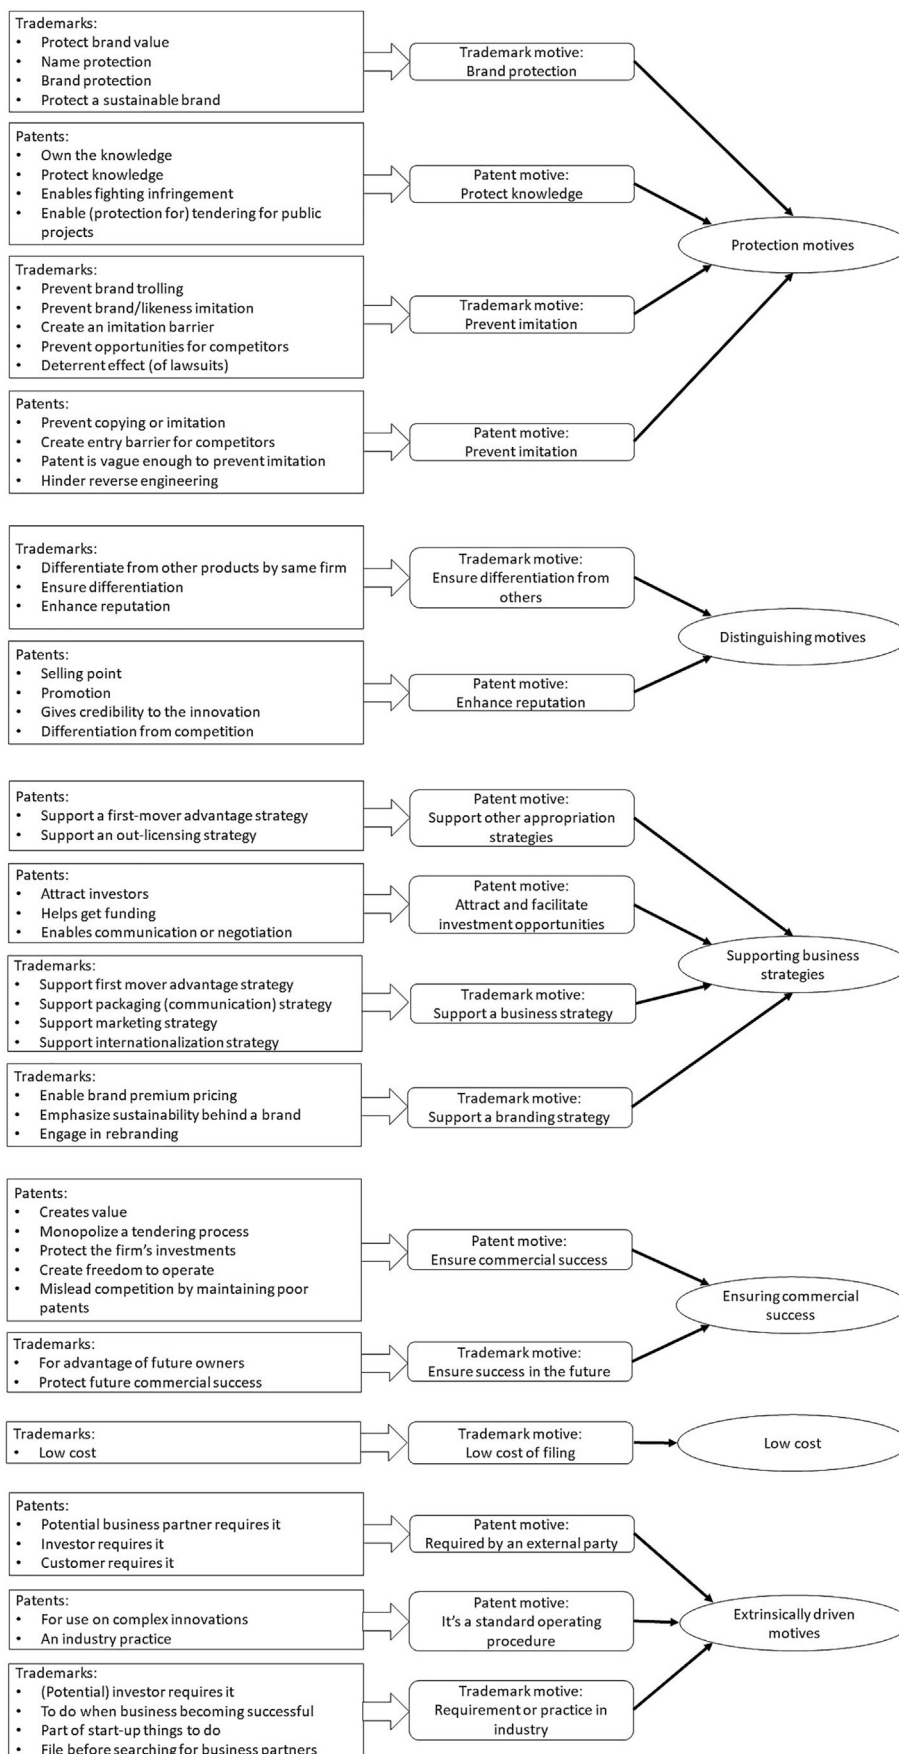 Trademarks:
• Protect brand value
• Name protection
• Brand protection
• Protect a sustainable brand
Trademark motive:
Brand protection
Patents:
• Own the knowledge
• Protect knowledge
• Enables fighting infringement
• Enable (protection for) tendering for public
projects
Patent motive:
Protect knowledge
Protection motives
Trademarks:
• Prevent brand trolling
• Prevent brand/likeness imitation
• Create an imitation barrier
• Prevent opportunities for competitors
• Deterrent effect (of lawsuits)
Trademark motive:
Prevent imitation
Patents:
• Prevent copying or imitation
• Create entry barrier for competitors
• Patent is vague enough to prevent imitation
• Hinder reverse engineering
Patent motive:
Prevent imitation
Trademarks:
• Differentiate from other products by same firm
• Ensure differentiation
• Enhance reputation
Trademark motive:
Ensure differentiation from
others
Distinguishing motives
Patents:
• Selling point
• Promotion
• Gives credibility to the innovation
• Differentiation from competition
Patent motive:
Enhance reputation
Patents:
• Support a first-mover advantage strategy
• Support an out-licensing strategy
Patent motive:
Support other appropriation
strategies
Patents:
• Attract investors
• Helps get funding
• Enables communication or negotiation
Patent motive:
Attract and facilitate
investment opportunities
Supporting business
strategies
Trademarks:
• Support first mover advantage strategy
• Support packaging (communication) strategy
• Support marketing strategy
• Support internationalization strategy
Trademark motive:
Support a business strategy
Trademarks:
• Enable brand premium pricing
• Emphasize sustainability behind a brand
• Engage in rebranding
Trademark motive:
Support a branding strategy
Patents:
• Creates value
• Monopolize a tendering process
• Protect the firm's investments
• Create freedom to operate
• Mislead competition by maintaining poor
patents
Patent motive:
Ensure commercial success
Ensuring commercial
success
Trademarks:
• For advantage of future owners
• Protect future commercial success
Trademark motive:
Ensure success in the future
Trademarks:
• Low cost
Trademark motive:
Low cost of filing
Low cost
Patents:
• Potential business partner requires it
• Investor requires it
• Customer requires it
Patent motive:
Required by an external party
Patents:
• For use on complex innovations
• An industry practice
Patent motive:
It's a standard operating
procedure
Extrinsically driven
motives
Trademarks:
• (Potential) investor requires it
• To do when business becoming successful
• Part of start-up things to do
• File before searching for business partners
Trademark motive:
Requirement or practice in
industry